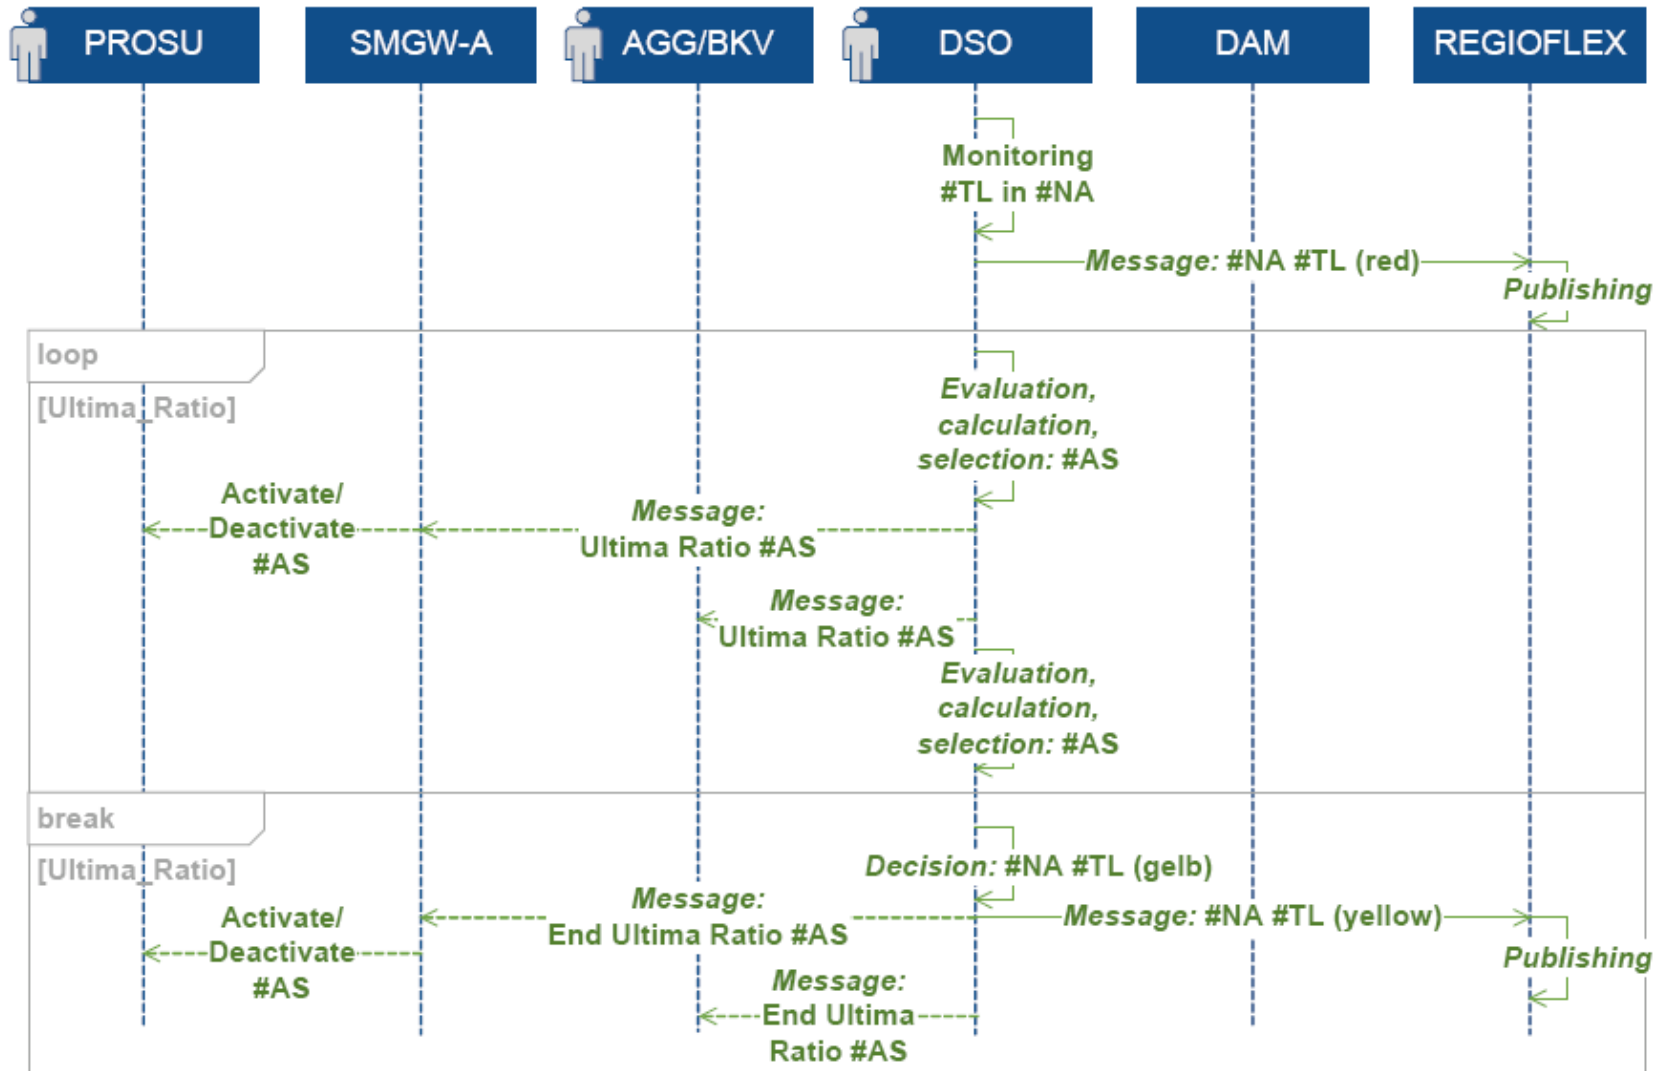 PROSU
SMGW-A
AGG/BKV
DSO
DAM
REGIOFLEX
Monitoring
#TL in #NA
Message: #NA #TL (red)
Publishing
loop
[Ultima_Ratio]
Evaluation,
calculation,
selection: #AS
Activate/
Deactivate
#AS
Message:
Ultima Ratio #AS
Message:
Ultima Ratio #AS
Evaluation,
calculation,
selection: #AS
break
[Ultima_Ratio]
Decision: #NA #TL (gelb)
Message:
End Ultima Ratio #AS
Message: #NA #TL (yellow)
Activate/
Deactivate
#AS
Publishing
Message:
End Ultima
Ratio #AS